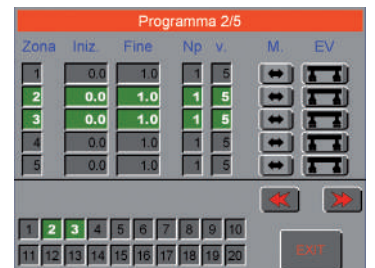 Programma 2/5
Zona Iniz. Fine Np v. M. EV
1 0.0 1.0 1 5
2 0.0 1.0 1 5
3 0.0 1.0 1 5
4 0.0 1.0 1 5
5 0.0 1.0 1 5
1 2 3 4 5 6 7 8 9 10
11 12 13 14 15 16 17 18 19 20
EXIT